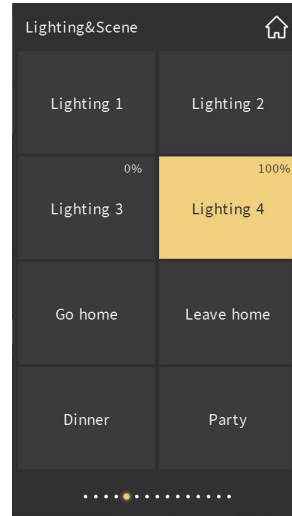 Lighting&Scene
Lighting 1
Lighting 2
0%
Lighting 3
100%
Lighting 4
Go home
Leave home
Dinner
Party